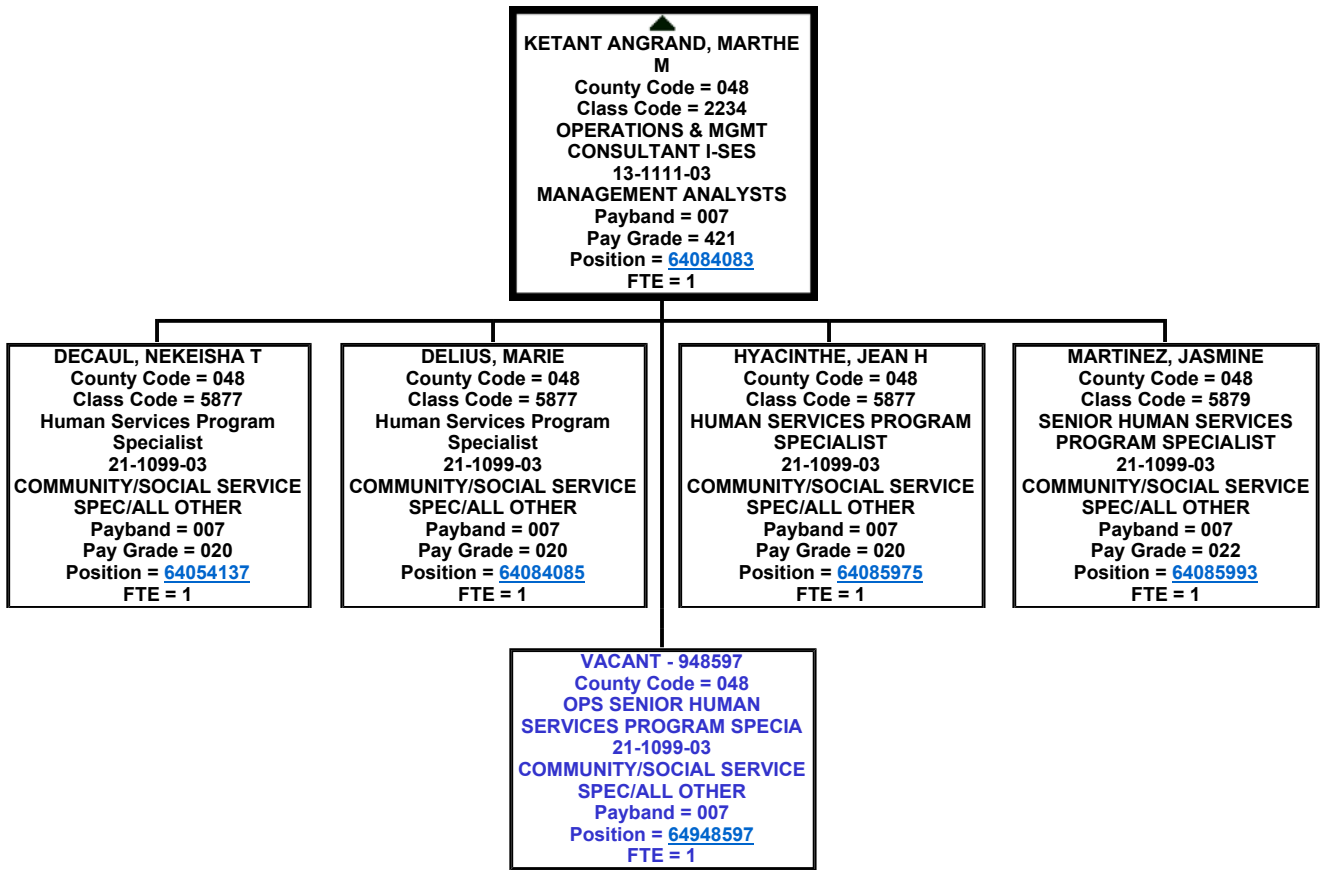 KETANT ANGRAND, MARTHE
M
County Code = 048
Class Code = 2234
OPERATIONS & MGMT
CONSULTANT I-SES
13-1111-03
MANAGEMENT ANALYSTS
Payband = 007
Pay Grade = 421
Position = 64084083
FTE = 1
DECAUL, NEKEISHA T
County Code = 048
Class Code = 5877
Human Services Program
Specialist
21-1099-03
COMMUNITY/SOCIAL SERVICE
SPEC/ALL OTHER
Payband = 007
Pay Grade = 020
Position = 64054137
FTE = 1
DELIUS, MARIE
County Code = 048
Class Code = 5877
Human Services Program
Specialist
21-1099-03
COMMUNITY/SOCIAL SERVICE
SPEC/ALL OTHER
Payband = 007
Pay Grade = 020
Position = 64084085
FTE = 1
HYACINTHE, JEAN H
County Code = 048
Class Code = 5877
HUMAN SERVICES PROGRAM
SPECIALIST
21-1099-03
COMMUNITY/SOCIAL SERVICE
SPEC/ALL OTHER
Payband = 007
Pay Grade = 020
Position = 64085975
FTE = 1
MARTINEZ, JASMINE
County Code = 048
Class Code = 5879
SENIOR HUMAN SERVICES
PROGRAM SPECIALIST
21-1099-03
COMMUNITY/SOCIAL SERVICE
SPEC/ALL OTHER
Payband = 007
Pay Grade = 022
Position = 64085993
FTE = 1
VACANT - 948597
County Code = 048
OPS SENIOR HUMAN
SERVICES PROGRAM SPECIA
21-1099-03
COMMUNITY/SOCIAL SERVICE
SPEC/ALL OTHER
Payband = 007
Position = 64948597
FTE = 1